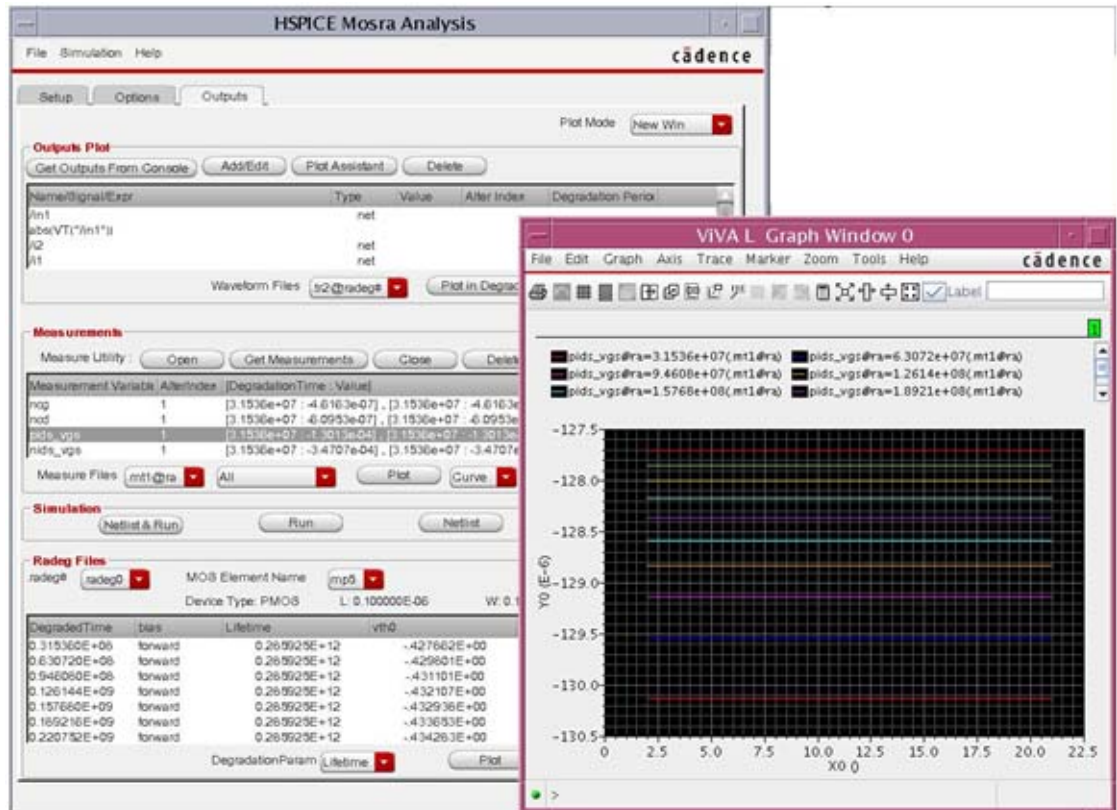 HSPICE Mosra Analysis
File Simulation Help
cādence
Setup Options Outputs
Plot Mode New Win
Outputs Plot
Get Outputs From Console Add/Edit Plot Assistant Delete
Name/Signal/Expr Type Value Alter Index Degradation Perio
/in1 net
abs(VT("/in1"))
/i2 net
/i1 net
Waveform Files tr2@radeg# Plot in Degrad
Measurements
Measure Utility : Open Get Measurements Close Delet
Measurement Variable AlterIndex [DegradationTime : Value]
nog 1 [3.1536e+07 : -4.6163e-07] , [3.1536e+07 : -4.6163e
nod 1 [3.1536e+07 : -6.0953e-07] , [3.1536e+07 : -6.0953e
pids_vgs 1 [3.1536e+07 : -1.3013e-04] , [3.1536e+07 : -1.3013e
nids_vgs 1 [3.1536e+07 : -3.4707e-04] , [3.1536e+07 : -3.4707e
Measure Files mt1@ra All Plot Curve
Simulation
Netlist & Run Run Netlist
Radeg Files
radeg# radeg0 MOS Element Name mp5
Device Type: PMOS L: 0.100000E-06 W: 0.1
DegradedTime bias Lifetime vth0
0.315360E+08 forward 0.265925E+12 -.427662E+00
0.630720E+08 forward 0.265925E+12 -.429801E+00
0.946080E+08 forward 0.265925E+12 -.431101E+00
0.126144E+09 forward 0.265925E+12 -.432107E+00
0.157680E+09 forward 0.265925E+12 -.432936E+00
0.189216E+09 forward 0.265925E+12 -.433653E+00
0.220752E+09 forward 0.265925E+12 -.434263E+00
DegradationParam Lifetime Plot
ViVA L Graph Window 0
File Edit Graph Axis Trace Marker Zoom Tools Help
cādence
Label
1
pids_vgs@ra=3.1536e+07(.mt1@ra) pids_vgs@ra=6.3072e+07(.mt1@ra)
pids_vgs@ra=9.4608e+07(.mt1@ra) pids_vgs@ra=1.2614e+08(.mt1@ra)
pids_vgs@ra=1.5768e+08(.mt1@ra) pids_vgs@ra=1.8921e+08(.mt1@ra)
-127.5
-128.0
-128.5
-129.0
-129.5
-130.0
-130.5
Y0 (E-6)
0 2.5 5.0 7.5 10.0 12.5 15.0 17.5 20.0 22.5
X0 ()
>